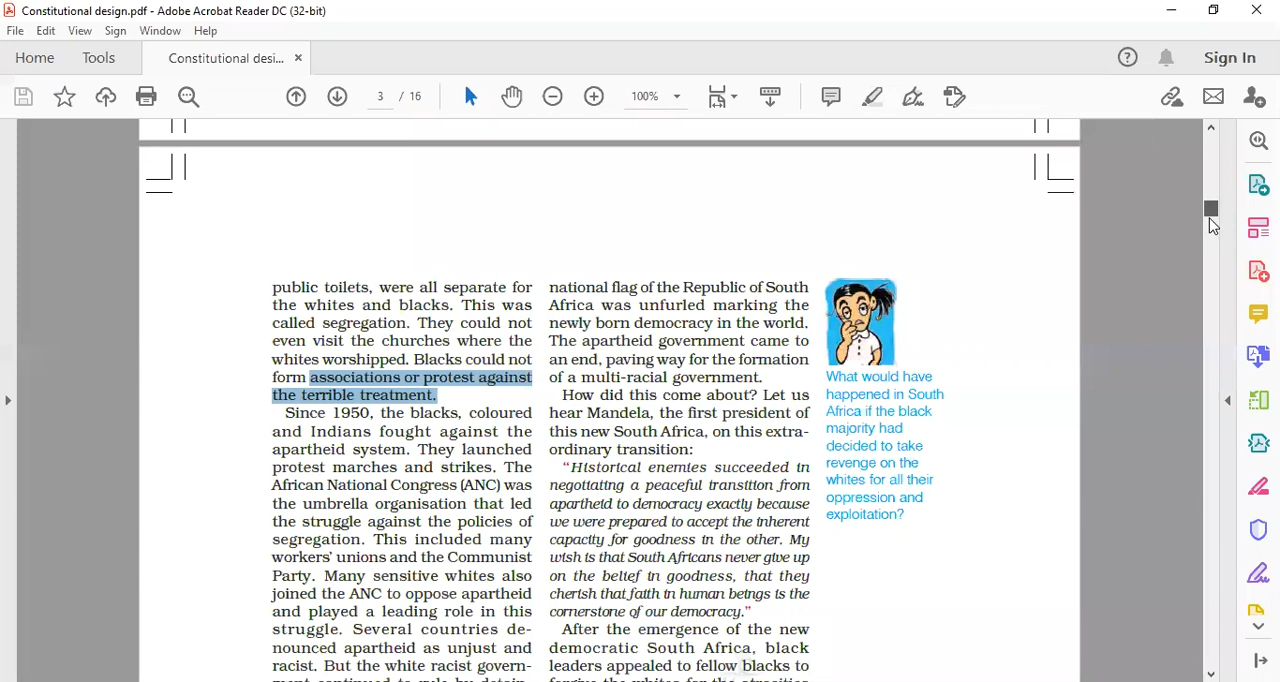 Constitutional design.pdf - Adobe Acrobat Reader DC (32-bit)
File Edit View Sign Window Help
Home Tools Constitutional desi... × Sign In
3 / 16 100%
public toilets, were all separate for
the whites and blacks. This was
called segregation. They could not
even visit the churches where the
whites worshipped. Blacks could not
form associations or protest against
the terrible treatment.
Since 1950, the blacks, coloured
and Indians fought against the
apartheid system. They launched
protest marches and strikes. The
African National Congress (ANC) was
the umbrella organisation that led
the struggle against the policies of
segregation. This included many
workers' unions and the Communist
Party. Many sensitive whites also
joined the ANC to oppose apartheid
and played a leading role in this
struggle. Several countries de-
nounced apartheid as unjust and
racist. But the white racist govern-
ment continued to rule by detain-
national flag of the Republic of South
Africa was unfurled marking the
newly born democracy in the world.
The apartheid government came to
an end, paving way for the formation
of a multi-racial government.
How did this come about? Let us
hear Mandela, the first president of
this new South Africa, on this extra-
ordinary transition:
“Historical enemies succeeded in
negotiating a peaceful transition from
apartheid to democracy exactly because
we were prepared to accept the inherent
capacity for goodness in the other. My
wish is that South Africans never give up
on the belief in goodness, that they
cherish that faith in human beings is the
cornerstone of our democracy.”
After the emergence of the new
democratic South Africa, black
leaders appealed to fellow blacks to
forgive the whites for the atrocities
What would have
happened in South
Africa if the black
majority had
decided to take
revenge on the
whites for all their
oppression and
exploitation?